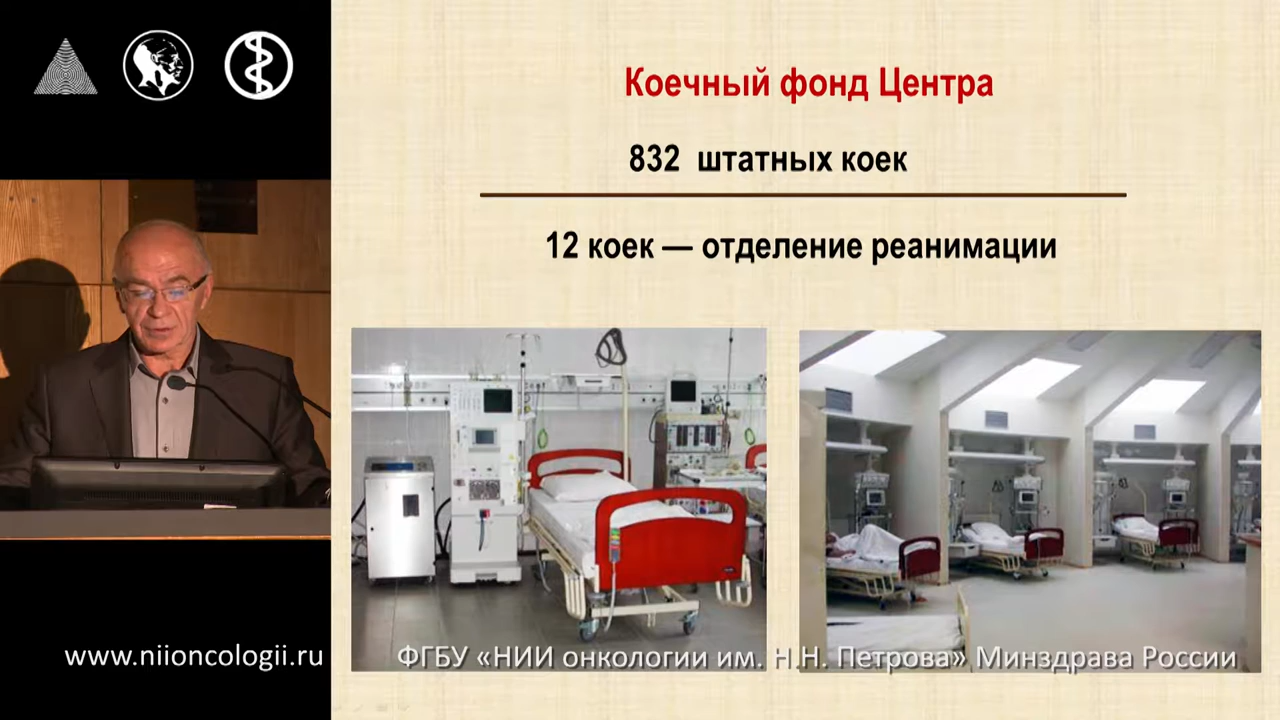 Коечный фонд Центра
832 штатных коек
12 коек — отделение реанимации
www.niioncologii.ru
ФГБУ «НИИ онкологии им. Н.Н. Петрова» Минздрава России